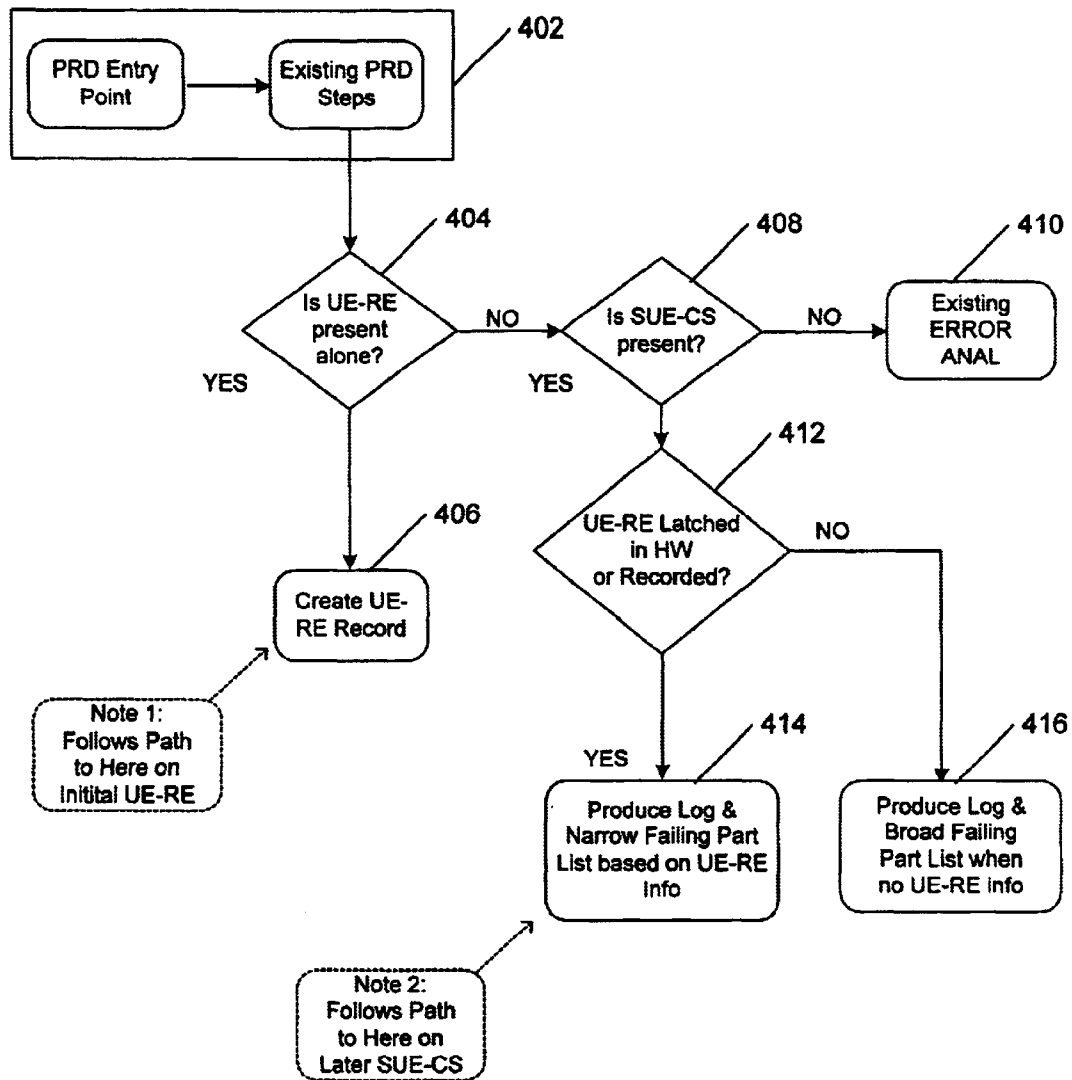 402
PRD Entry
Point
Existing PRD
Steps
404
Is UE-RE
present
alone?
NO
YES
408
Is SUE-CS
present?
NO
YES
410
Existing
ERROR
ANAL
412
UE-RE Latched
in HW
or Recorded?
NO
YES
406
Create UE-
RE Record
Note 1:
Follows Path
to Here on
Initital UE-RE
414
Produce Log &
Narrow Failing Part
List based on UE-RE
Info
416
Produce Log &
Broad Failing
Part List when
no UE-RE info
Note 2:
Follows Path
to Here on
Later SUE-CS